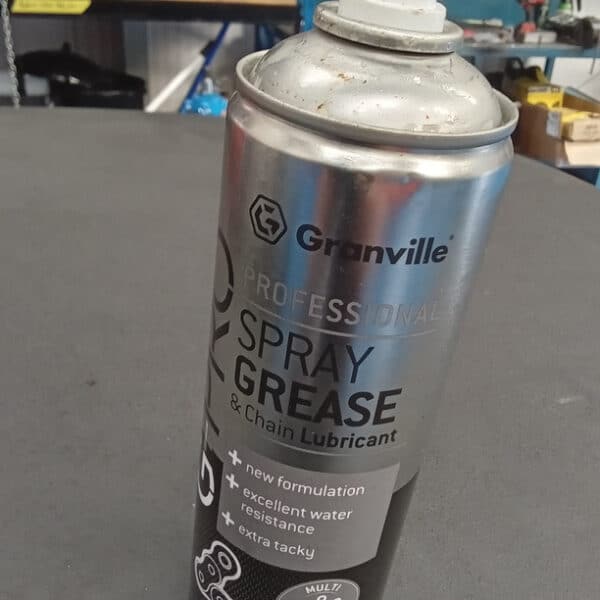 Granville
PROFESSIONAL
SPRAY
GREASE
& Chain Lubricant
+ new formulation
+ excellent water
resistance
+ extra tacky
MULTI